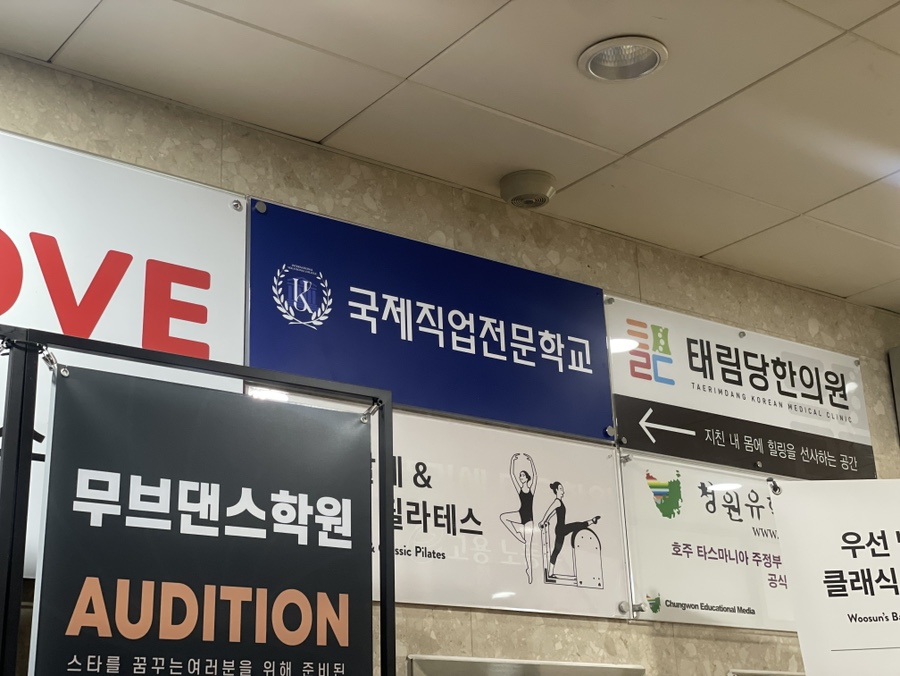 국제직업전문학교
태림당한의원
TAERIMDANG KOREAN MEDICAL CLINIC
지친 내 몸에 힐링을 선사하는 공간
&
필라테스
Classic Pilates
www.
호주 타스마니아 주정부
공식
Chungwon Educational Media
우선
클래식
Woosun's
무브댄스학원
AUDITION
스타를 꿈꾸는여러분을 위해 준비된